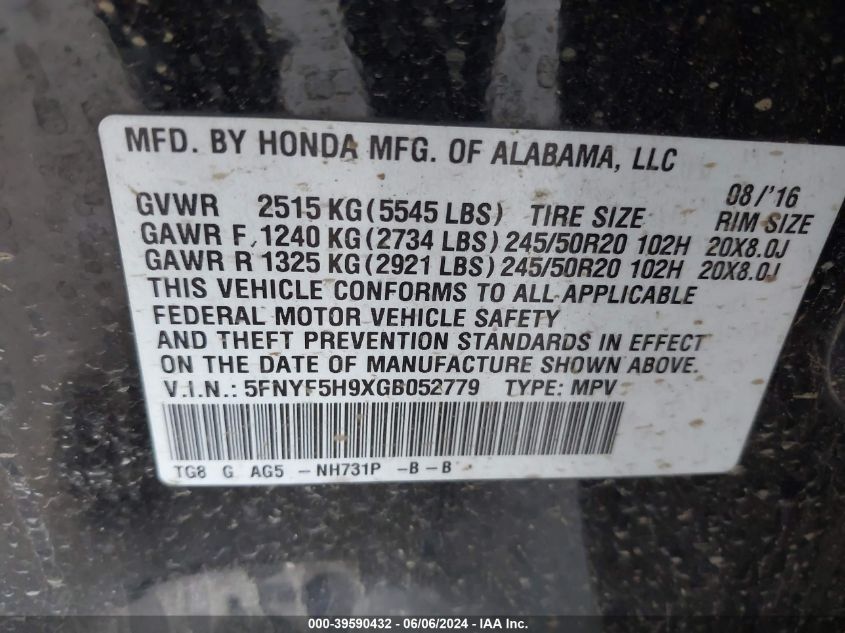 MFD. BY HONDA MFG. OF ALABAMA, LLC
08/'16
GVWR 2515 KG (5545 LBS) TIRE SIZE RIM SIZE
GAWR F 1240 KG (2734 LBS) 245/50R20 102H 20X8.0J
GAWR R 1325 KG (2921 LBS) 245/50R20 102H 20X8.0J
THIS VEHICLE CONFORMS TO ALL APPLICABLE
FEDERAL MOTOR VEHICLE SAFETY
AND THEFT PREVENTION STANDARDS IN EFFECT
ON THE DATE OF MANUFACTURE SHOWN ABOVE.
V.I.N.: 5FNYF5H9XGB052779 TYPE: MPV
TG8 G AG5 - NH731P -B - B
000-39590432 - 06/06/2024 - IAA Inc.